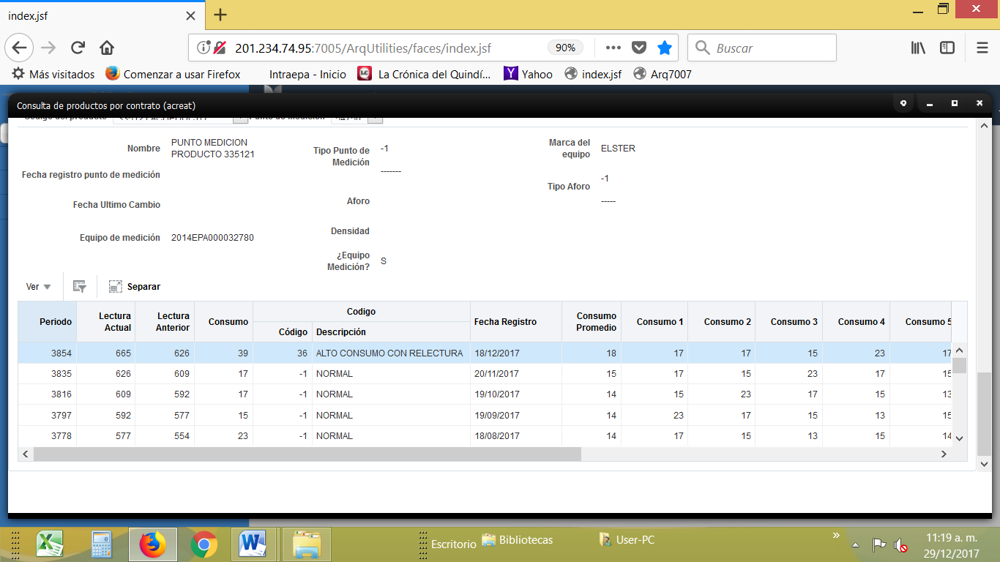 index.jsf
201.234.74.95:7005/ArqUtilities/faces/index.jsf
90%
Buscar
Más visitados
Comenzar a usar Firefox
Intraepa - Inicio
La Crónica del Quindí...
Yahoo
index.jsf
Arq7007
Consulta de productos por contrato (acreat)
Nombre
PUNTO MEDICION
PRODUCTO 335121
Tipo Punto de
Medición
-1
-------
Marca del
equipo
ELSTER
Fecha registro punto de medición
Tipo Aforo
-1
-----
Fecha Ultimo Cambio
Aforo
Densidad
Equipo de medición
2014EPA000032780
¿Equipo
Medición?
S
Ver
Separar
Periodo
Lectura
Actual
Lectura
Anterior
Consumo
Codigo
Código
Descripción
Fecha Registro
Consumo
Promedio
Consumo 1
Consumo 2
Consumo 3
Consumo 4
Consumo 5
3854 665 626 39 36 ALTO CONSUMO CON RELECTURA 18/12/2017 18 17 17 15 23 17
3835 626 609 17 -1 NORMAL 20/11/2017 15 17 15 23 17 15
3816 609 592 17 -1 NORMAL 19/10/2017 14 15 23 17 15 13
3797 592 577 15 -1 NORMAL 19/09/2017 14 23 17 15 13 15
3778 577 554 23 -1 NORMAL 18/08/2017 14 17 15 13 15 14
Escritorio
Bibliotecas
User-PC
11:19 a. m.
29/12/2017